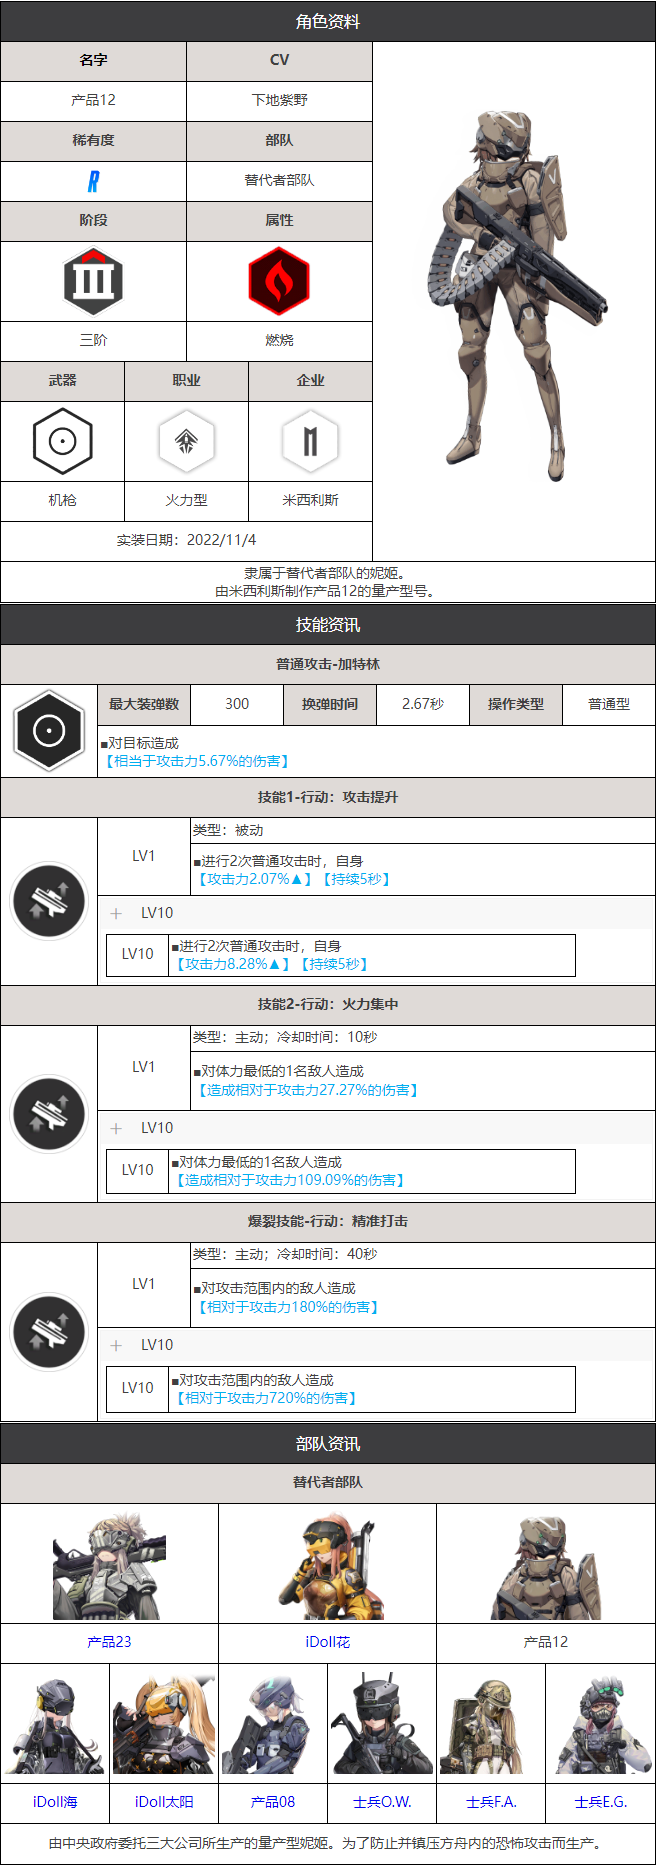 角色资料
名字
CV
产品12
下地紫野
稀有度
部队
R
替代者部队
阶段
属性
III
三阶
燃烧
武器
职业
企业
机枪
火力型
米西利斯
实装日期：2022/11/4
隶属于替代者部队的妮姬。
由米西利斯制作产品12的量产型号。
技能资讯
普通攻击-加特林
最大装弹数
300
换弹时间
2.67秒
操作类型
普通型
■对目标造成
【相当于攻击力5.67%的伤害】
技能1-行动：攻击提升
LV1
类型：被动
■进行2次普通攻击时，自身
【攻击力2.07%▲】【持续5秒】
LV10
LV10
■进行2次普通攻击时，自身
【攻击力8.28%▲】【持续5秒】
技能2-行动：火力集中
LV1
类型：主动；冷却时间：10秒
■对体力最低的1名敌人造成
【造成相对于攻击力27.27%的伤害】
LV10
LV10
■对体力最低的1名敌人造成
【造成相对于攻击力109.09%的伤害】
爆裂技能-行动：精准打击
LV1
类型：主动；冷却时间：40秒
■对攻击范围内的敌人造成
【相对于攻击力180%的伤害】
LV10
LV10
■对攻击范围内的敌人造成
【相对于攻击力720%的伤害】
部队资讯
替代者部队
产品23
iDoll花
产品12
iDoll海
iDoll太阳
产品08
士兵O.W.
士兵F.A.
士兵E.G.
由中央政府委托三大公司所生产的量产型妮姬。为了防止并镇压方舟内的恐怖攻击而生产。